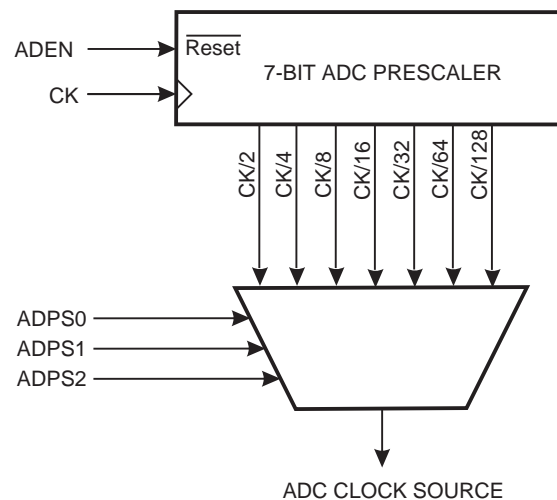 ADEN
Reset
7-BIT ADC PRESCALER
CK
CK/2
CK/4
CK/8
CK/16
CK/32
CK/64
CK/128
ADPS0
ADPS1
ADPS2
ADC CLOCK SOURCE